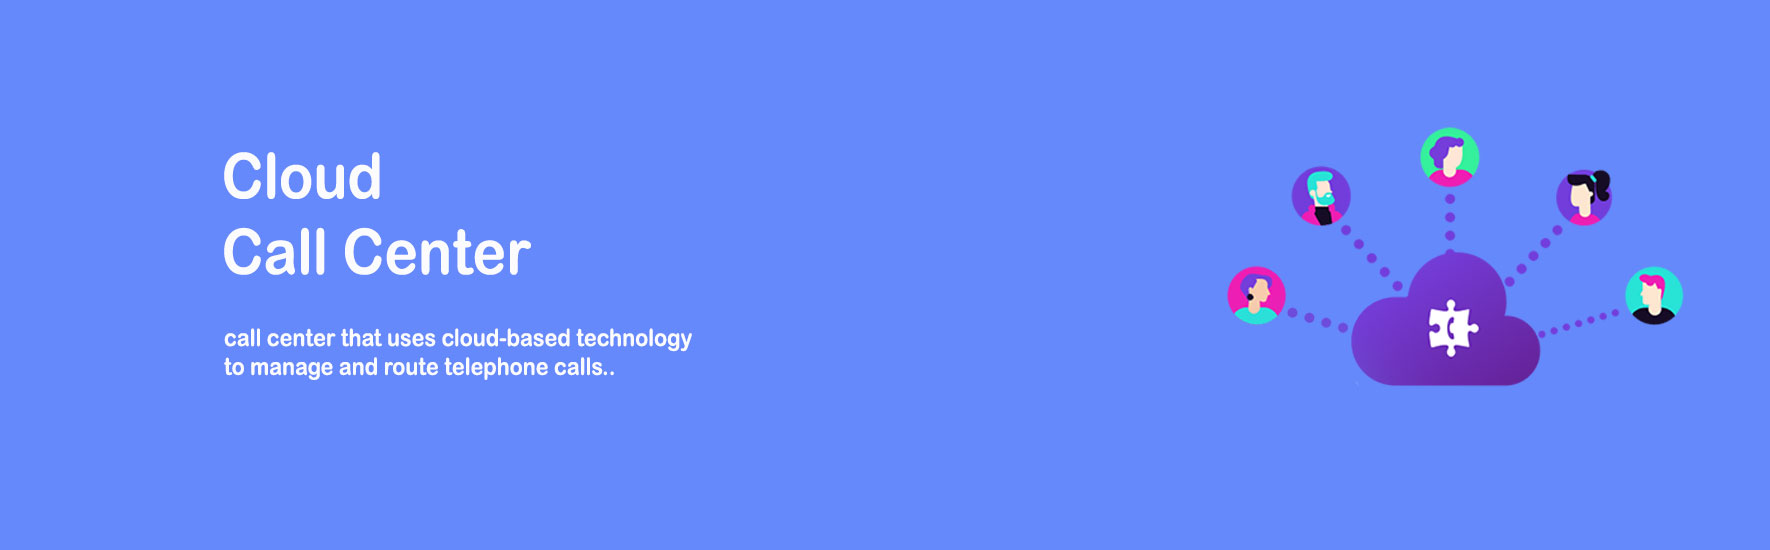 Cloud
Call Center
call center that uses cloud-based technology
to manage and route telephone calls..